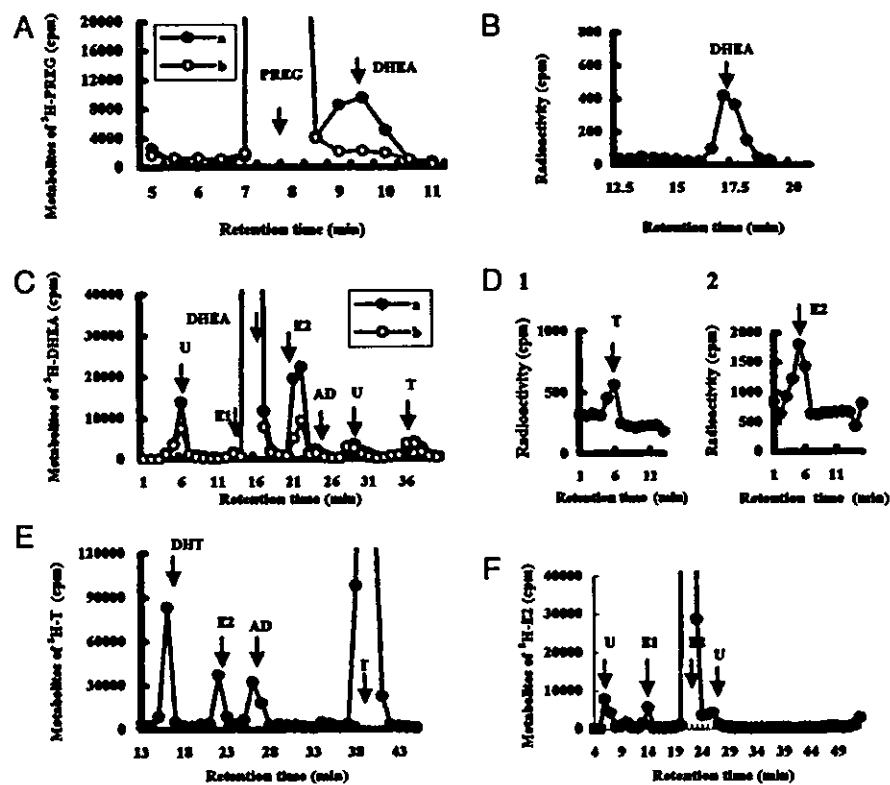 A
Metabolites of ³H-PREG (cpm)
20000
16000
12000
8000
4000
0
a
b
PREG
DHEA
5 6 7 8 9 10 11
Retention time (min)
B
Radioactivity (cpm)
800
600
400
200
0
DHEA
12.5 15 17.5 20
Retention time (min)
C
Metabolites of ³H-DHEA (cpm)
40000
30000
20000
10000
0
a
b
U
E1
DHEA
E2
AD
U
T
1 6 11 16 21 26 31 36
Retention time (min)
D
1
Radioactivity (cpm)
1000
500
0
T
1 6 11
Retention time (min)
2
Radioactivity (cpm)
2000
1500
1000
500
0
E2
1 6 11
Retention time (min)
E
Metabolites of ³H-T (cpm)
120000
90000
60000
30000
0
DHT
E2
AD
T
13 18 23 28 33 38 43
Retention time (min)
F
Metabolites of ³H-E2 (cpm)
40000
30000
20000
10000
0
U
E1
E2
U
4 9 14 19 24 29 34 39 44 49
Retention time (min)